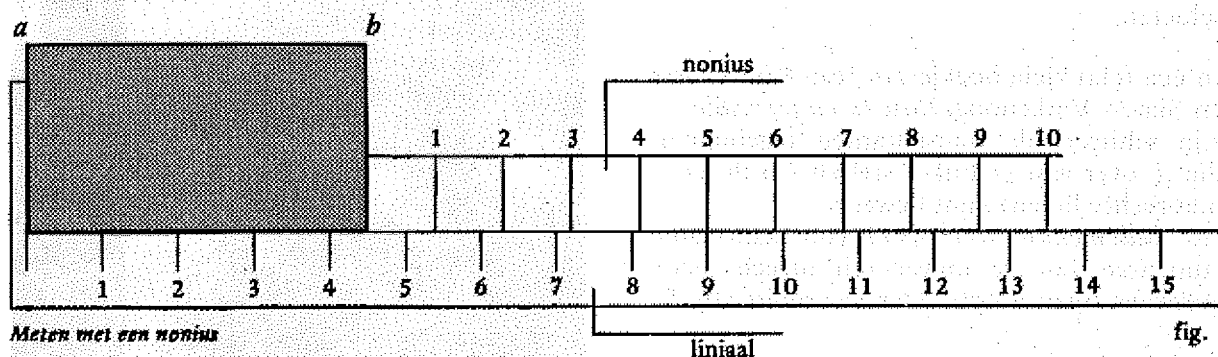 a b
nonius
1 2 3 4 5 6 7 8 9 10
1 2 3 4 5 6 7 8 9 10 11 12 13 14 15
Meten met een nonius
liniaal
fig.